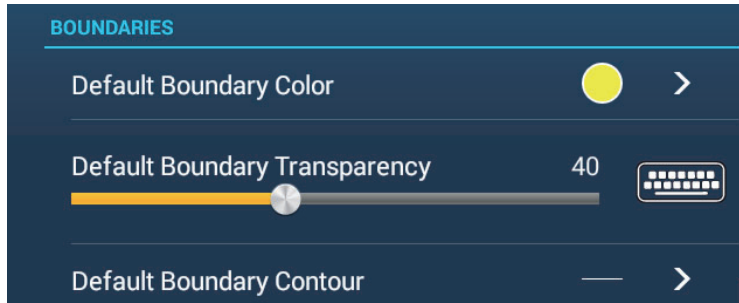 BOUNDARIES
Default Boundary Color
Default Boundary Transparency 40
Default Boundary Contour